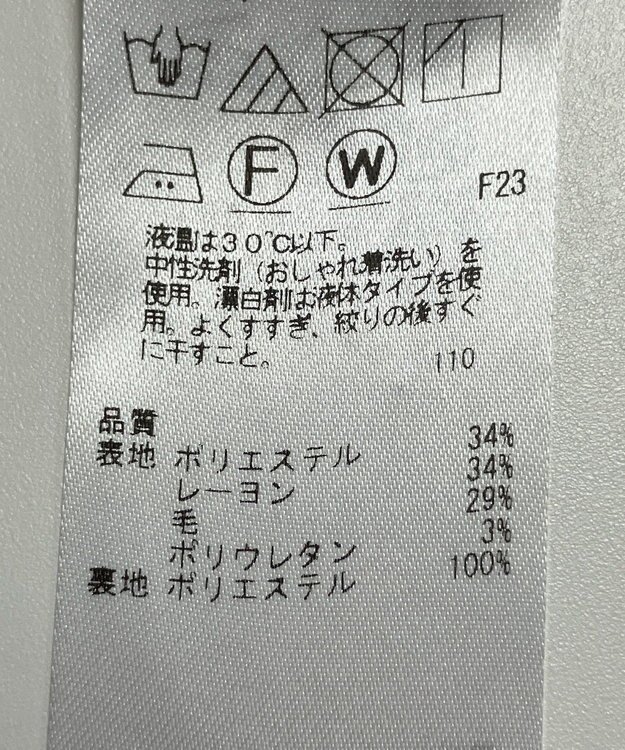 F W F23
液温は30℃以下。
中性洗剤（おしゃれ着洗い）を
使用。漂白剤は液体タイプを使
用。よくすすぎ、絞りの後すぐ
に干すこと。 110
品質
表地 ポリエステル 34%
レーヨン 34%
毛 29%
ポリウレタン 3%
裏地 ポリエステル 100%